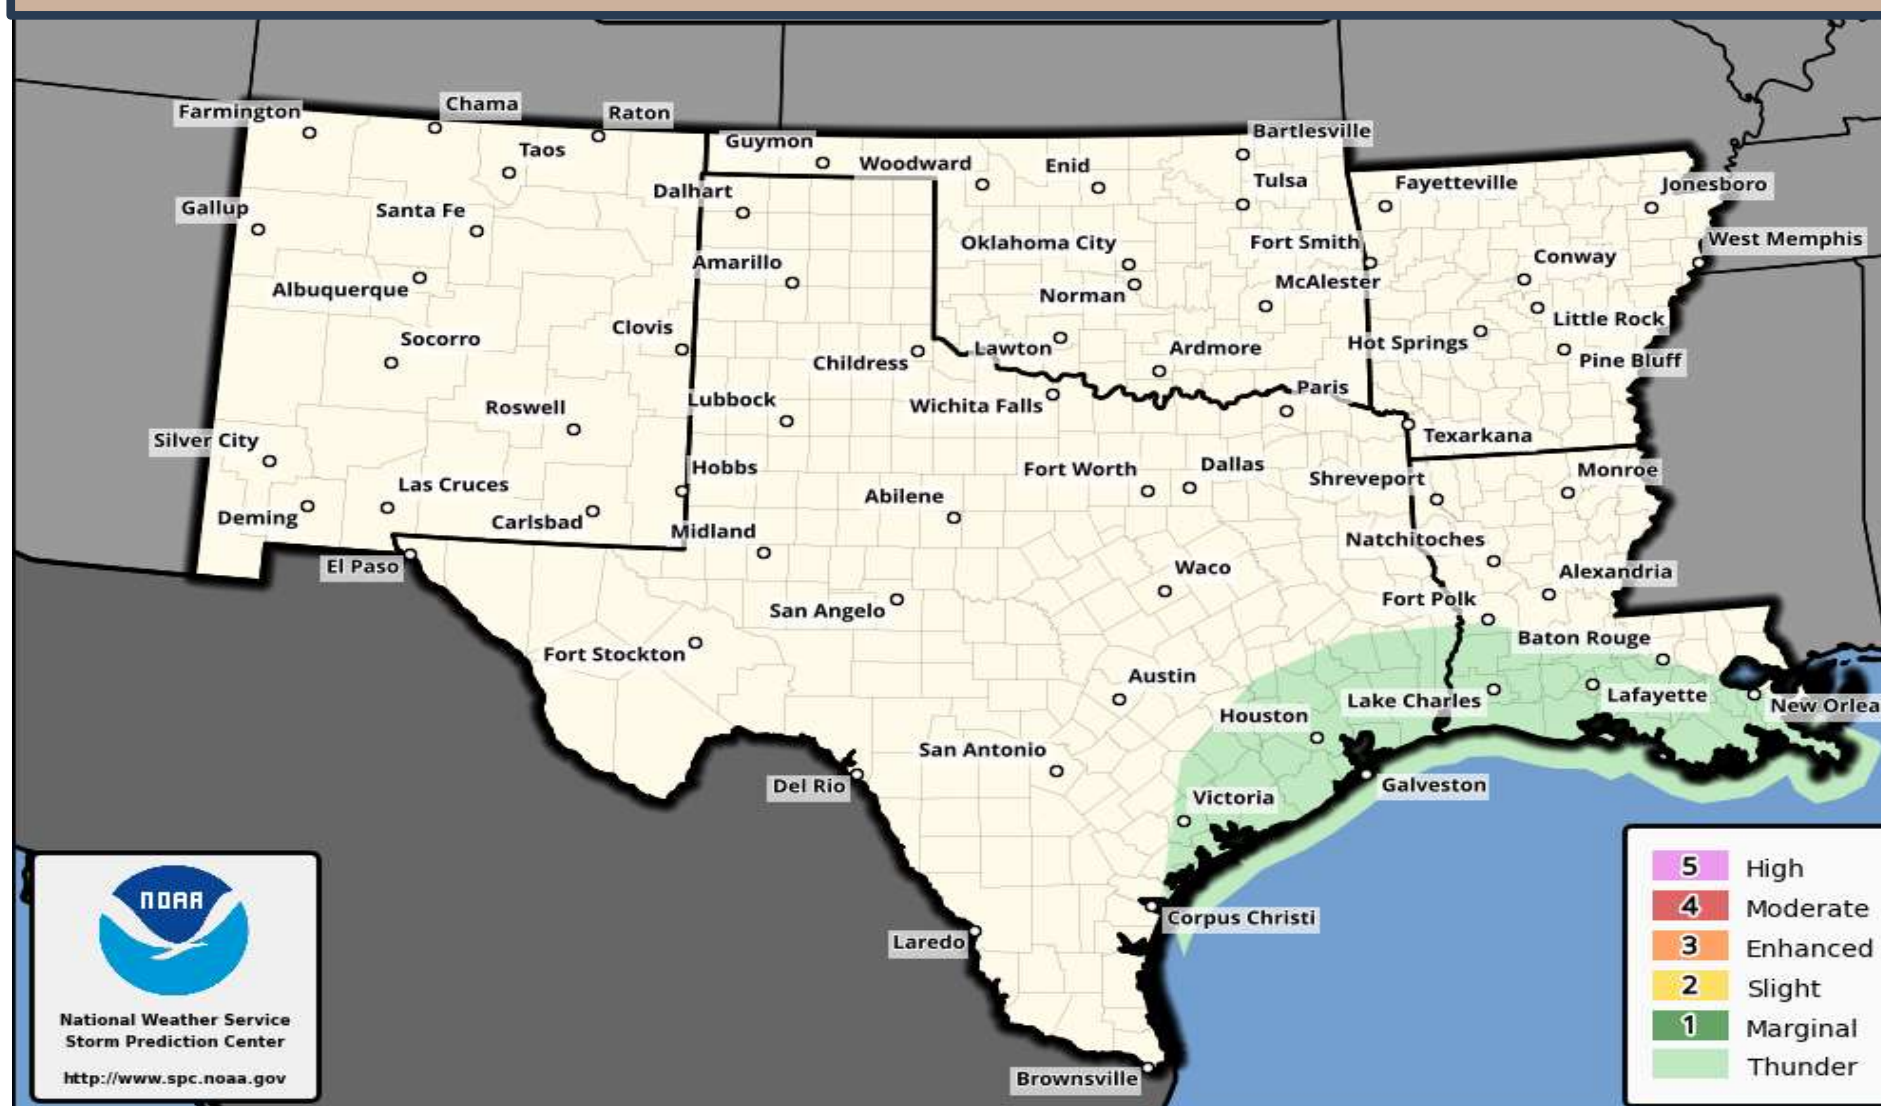 Farmington
Chama
Raton
Guymon
Bartlesville
Taos
Woodward
Enid
Tulsa
Fayetteville
Jonesboro
Dalhart
Gallup
Santa Fe
Oklahoma City
Fort Smith
West Memphis
Amarillo
Conway
Albuquerque
Norman
McAlester
Socorro
Clovis
Little Rock
Childress
Lawton
Ardmore
Hot Springs
Pine Bluff
Paris
Roswell
Lubbock
Wichita Falls
Silver City
Texarkana
Hobbs
Fort Worth
Dallas
Shreveport
Monroe
Las Cruces
Abilene
Deming
Carlsbad
Midland
Natchitoches
El Paso
Waco
Alexandria
San Angelo
Fort Polk
Baton Rouge
Fort Stockton
Austin
Lake Charles
Lafayette
New Orlea
Houston
San Antonio
Del Rio
Galveston
Victoria
Corpus Christi
Laredo
Brownsville
NOAA
National Weather Service
Storm Prediction Center
http://www.spc.noaa.gov
5 High
4 Moderate
3 Enhanced
2 Slight
1 Marginal
Thunder